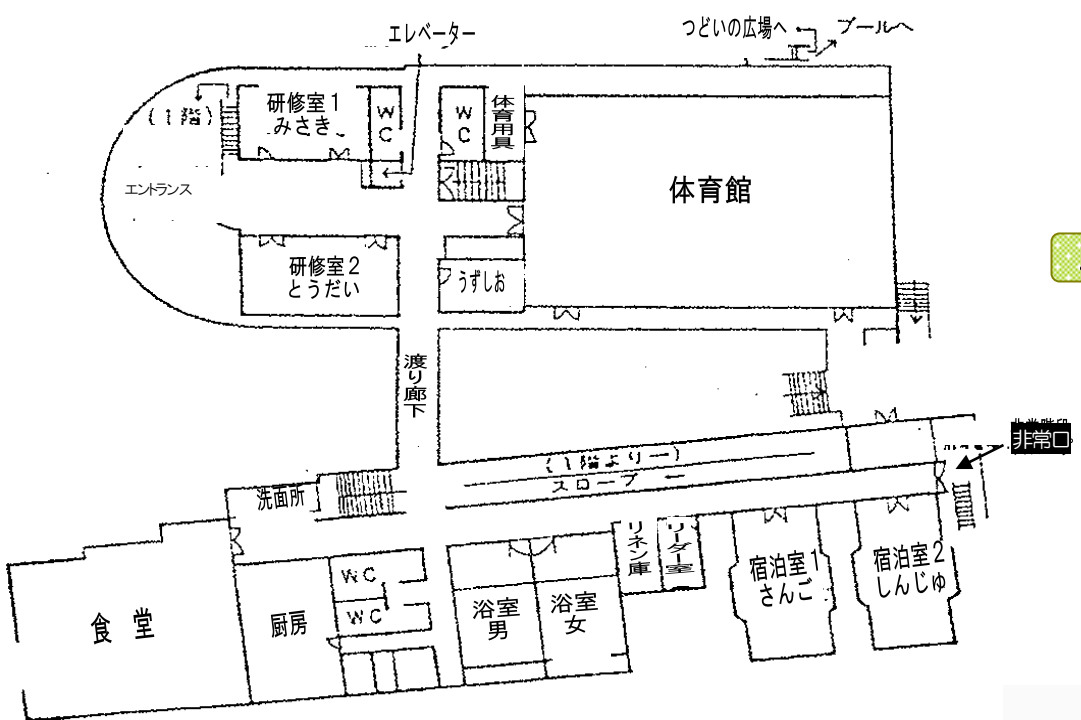 エレベーター
つどいの広場へ
プールへ
(1階)
研修室1
みさき
WC
WC
体育用具
エントランス
体育館
研修室2
とうだい
うずしお
渡り廊下
(1階より一)
スロープ
非常口
洗面所
食堂
厨房
WC
WC
浴室
男
浴室
女
リネン庫
リーダー室
宿泊室1
さんご
宿泊室2
しんじゅ